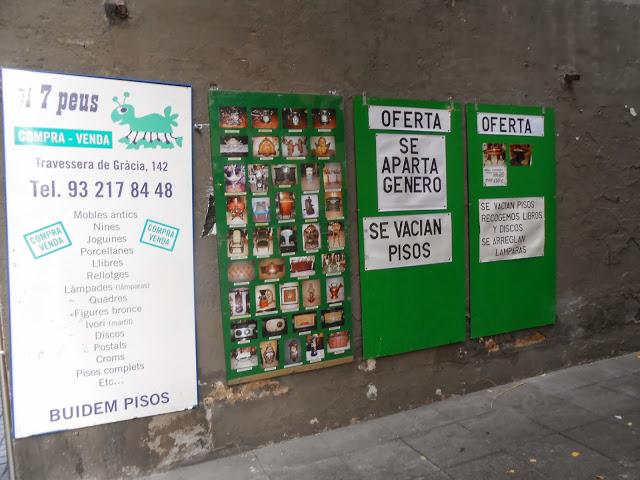 7 peus
COMPRA - VENDA
Travessera de Gràcia, 142
Tel. 93 217 84 48
Mobles antics
Nines
Joguines
Porcellanes
Llibres
Rellotges
Làmpades (lámparas)
Quadres
Figures bronce
Ivori (marfil)
Discos
Postals
Croms
Pisos complets
Etc...
COMPRA
VENDA
COMPRA
VENDA
BUIDEM PISOS
OFERTA
SE
APARTA
GENERO
SE VACIAN
PISOS
OFERTA
SE VACIAN PISOS
RECOGEMOS LIBROS
Y DISCOS
SE ARREGLAN
LAMPARAS